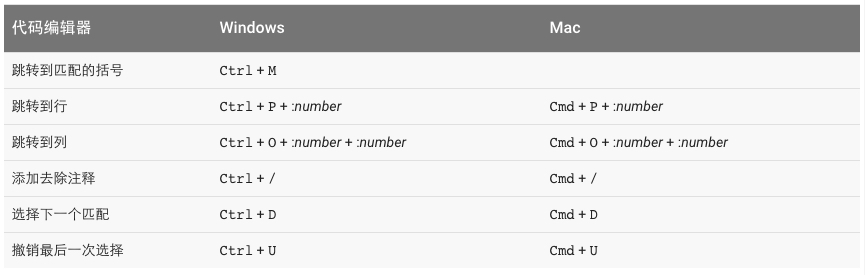 代码编辑器 Windows Mac
跳转到匹配的括号 Ctrl + M
跳转到行 Ctrl + P + :number Cmd + P + :number
跳转到列 Ctrl + O + :number + :number Cmd + O + :number + :number
添加去除注释 Ctrl + / Cmd + /
选择下一个匹配 Ctrl + D Cmd + D
撤销最后一次选择 Ctrl + U Cmd + U